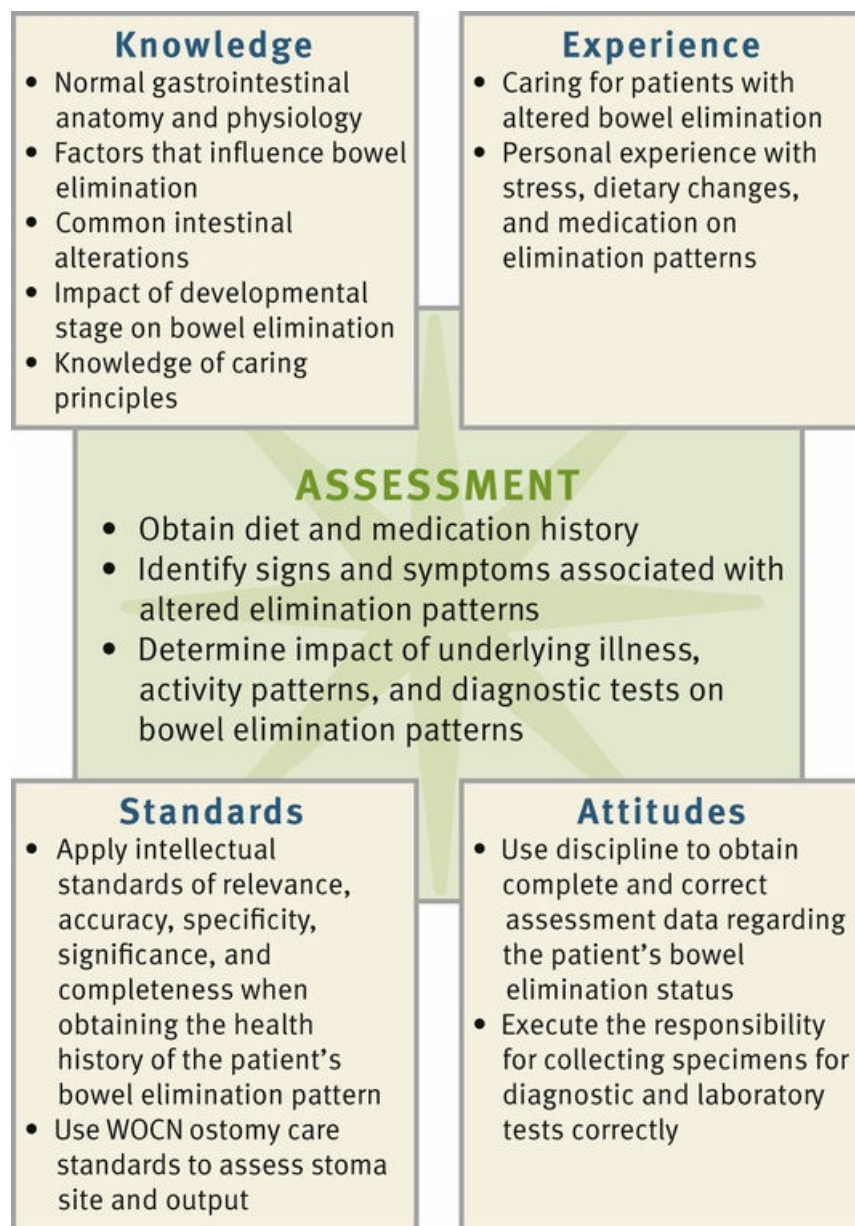 Knowledge
• Normal gastrointestinal
anatomy and physiology
• Factors that influence bowel
elimination
• Common intestinal
alterations
• Impact of developmental
stage on bowel elimination
• Knowledge of caring
principles
Experience
• Caring for patients with
altered bowel elimination
• Personal experience with
stress, dietary changes,
and medication on
elimination patterns
ASSESSMENT
• Obtain diet and medication history
• Identify signs and symptoms associated with
altered elimination patterns
• Determine impact of underlying illness,
activity patterns, and diagnostic tests on
bowel elimination patterns
Standards
• Apply intellectual
standards of relevance,
accuracy, specificity,
significance, and
completeness when
obtaining the health
history of the patient’s
bowel elimination pattern
• Use WOCN ostomy care
standards to assess stoma
site and output
Attitudes
• Use discipline to obtain
complete and correct
assessment data regarding
the patient’s bowel
elimination status
• Execute the responsibility
for collecting specimens for
diagnostic and laboratory
tests correctly